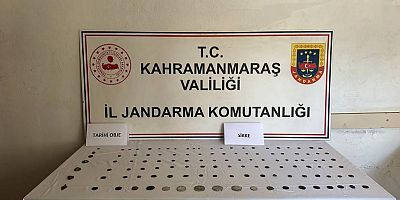 T.C.
KAHRAMANMARAŞ
VALİLİĞİ
İL JANDARMA KOMUTANLIĞI
TARİHİ OBJE
SİKKE